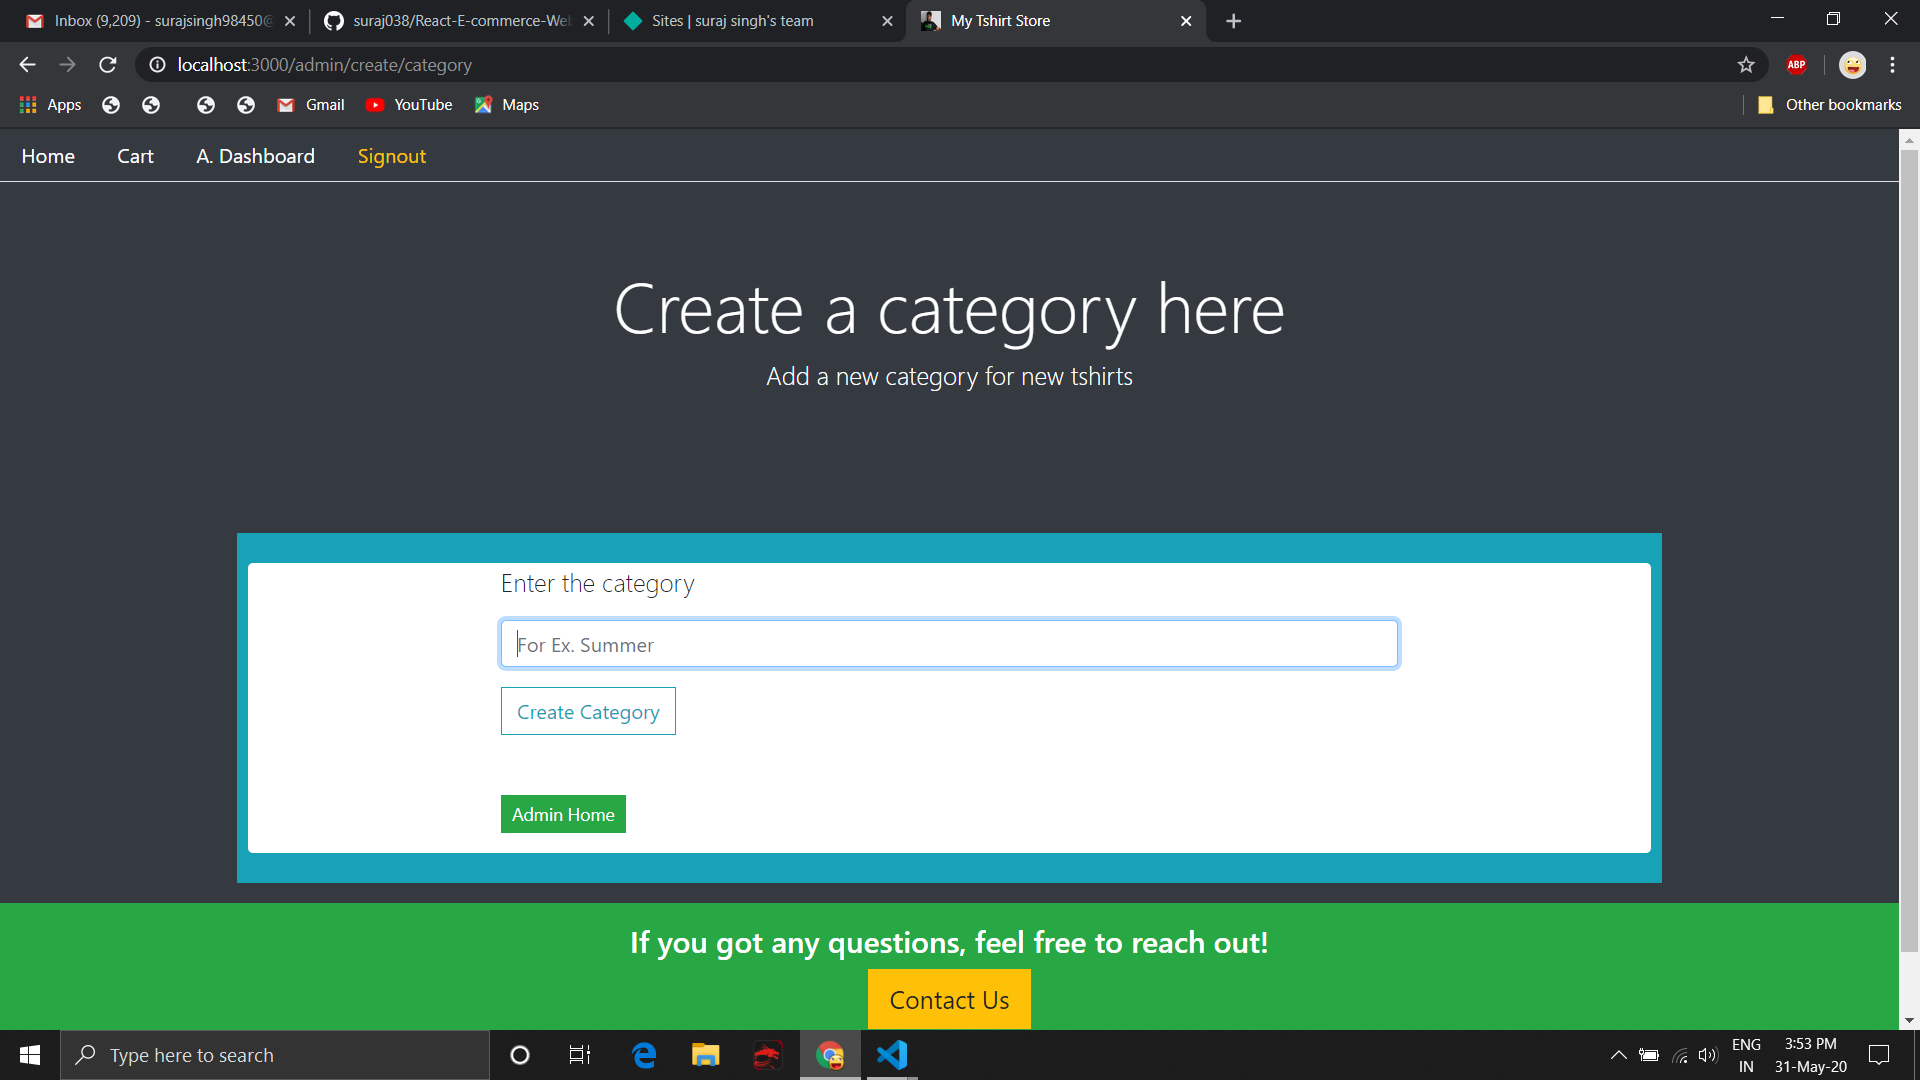 Inbox (9,209) - surajsingh98450@
suraj038/React-E-commerce-Web
Sites | suraj singh's team
My Tshirt Store
localhost:3000/admin/create/category
ABP
Apps
Gmail
YouTube
Maps
Other bookmarks
Home
Cart
A. Dashboard
Signout
Create a category here
Add a new category for new tshirts
Enter the category
For Ex. Summer
Create Category
Admin Home
If you got any questions, feel free to reach out!
Contact Us
Type here to search
ENG
IN
3:53 PM
31-May-20